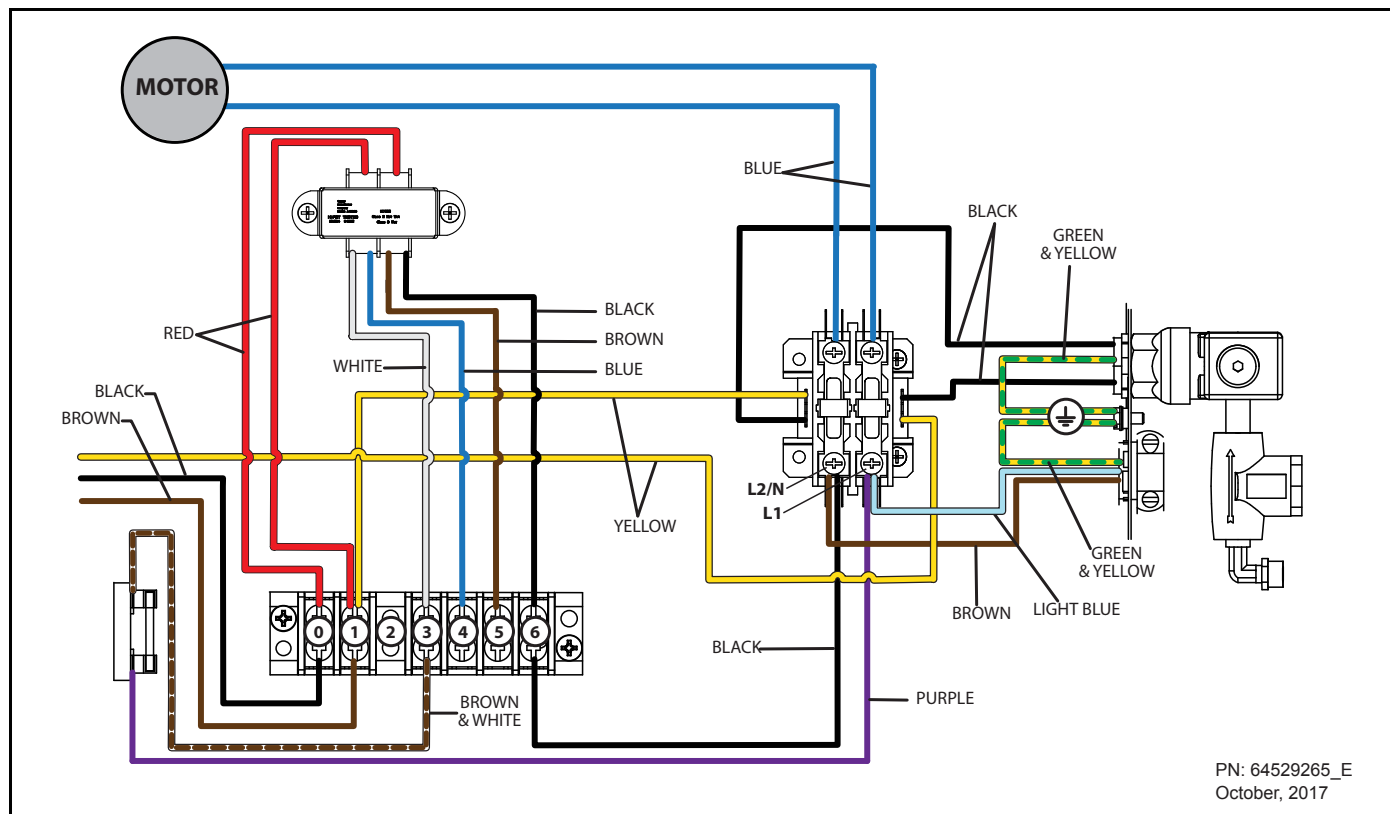 MOTOR
BLUE
BLACK
GREEN
& YELLOW
RED
BLACK
BROWN
WHITE
BLUE
BLACK
BROWN
L2/N
L1
YELLOW
GREEN
& YELLOW
BROWN
LIGHT BLUE
0 1 2 3 4 5 6
BLACK
BROWN
& WHITE
PURPLE
PN: 64529265_E
October, 2017